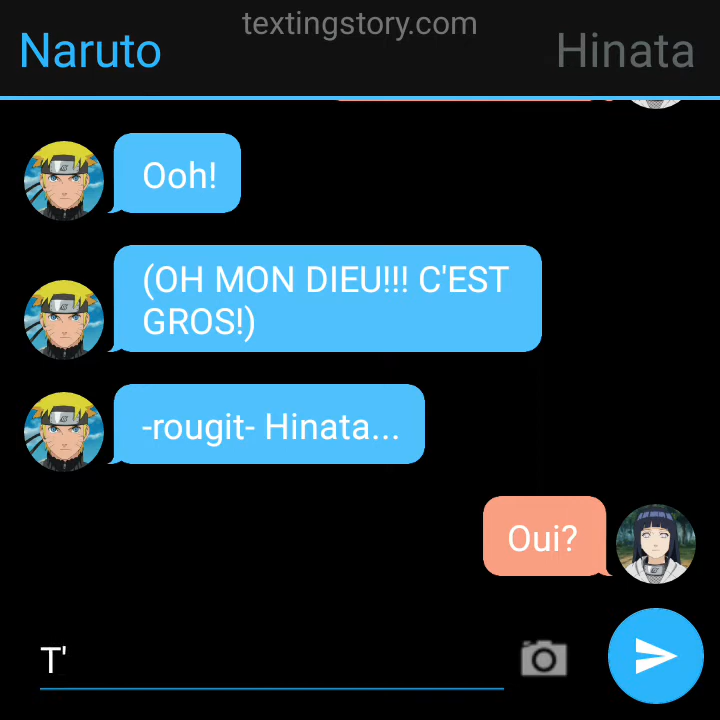 textingstory.com
Naruto
Hinata
Ooh!
(OH MON DIEU!!! C'EST
GROS!)
-rougit- Hinata...
Oui?
T'